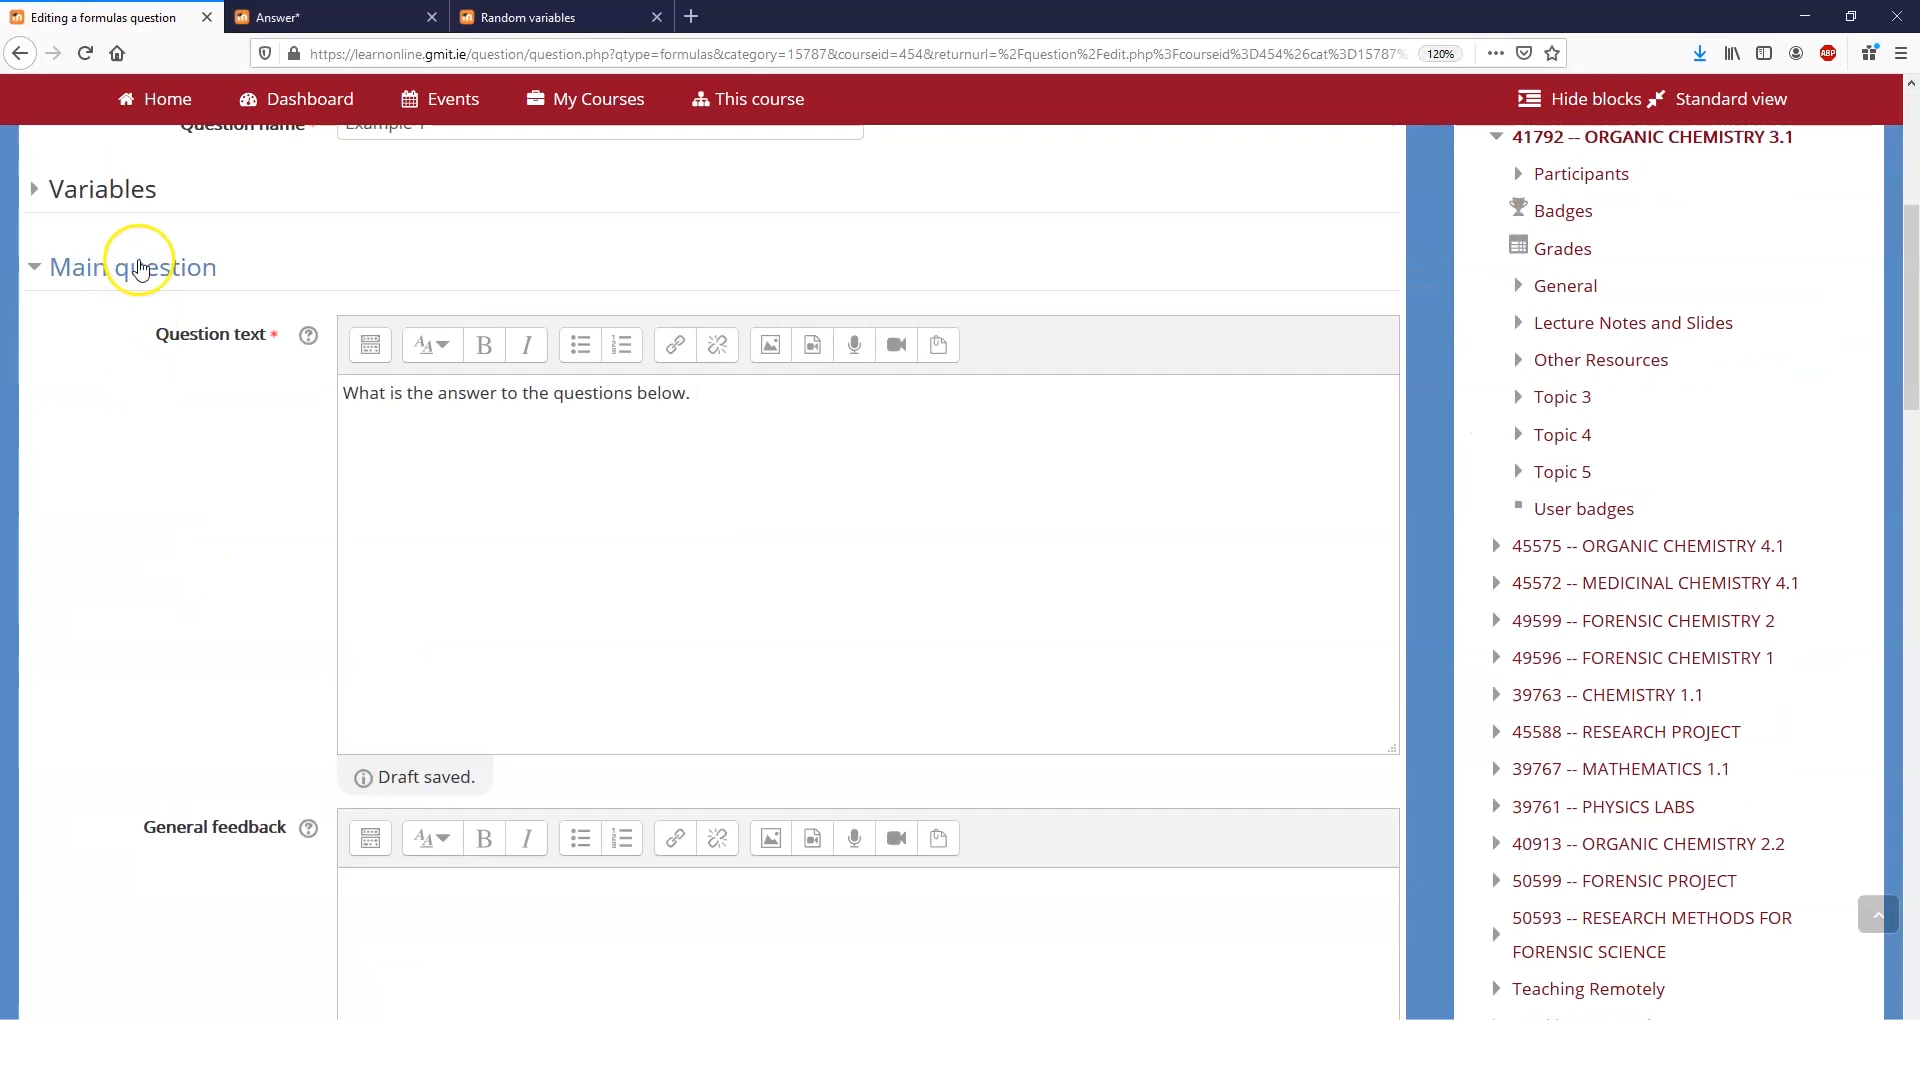 Editing a formulas question
Answer*
Random variables
https://learnonline.gmit.ie/question/question.php?qtype=formulas&category=15787&courseid=454&returnurl=%2Fquestion%2Fedit.php%3Fcourseid%3D454%26cat%3D15787%
120%
ABP
Home
Dashboard
Events
My Courses
This course
Hide blocks
Standard view
Question name *
Example 1
Variables
Main question
Question text *
What is the answer to the questions below.
Draft saved.
General feedback
41792 -- ORGANIC CHEMISTRY 3.1
Participants
Badges
Grades
General
Lecture Notes and Slides
Other Resources
Topic 3
Topic 4
Topic 5
User badges
45575 -- ORGANIC CHEMISTRY 4.1
45572 -- MEDICINAL CHEMISTRY 4.1
49599 -- FORENSIC CHEMISTRY 2
49596 -- FORENSIC CHEMISTRY 1
39763 -- CHEMISTRY 1.1
45588 -- RESEARCH PROJECT
39767 -- MATHEMATICS 1.1
39761 -- PHYSICS LABS
40913 -- ORGANIC CHEMISTRY 2.2
50599 -- FORENSIC PROJECT
50593 -- RESEARCH METHODS FOR
FORENSIC SCIENCE
Teaching Remotely